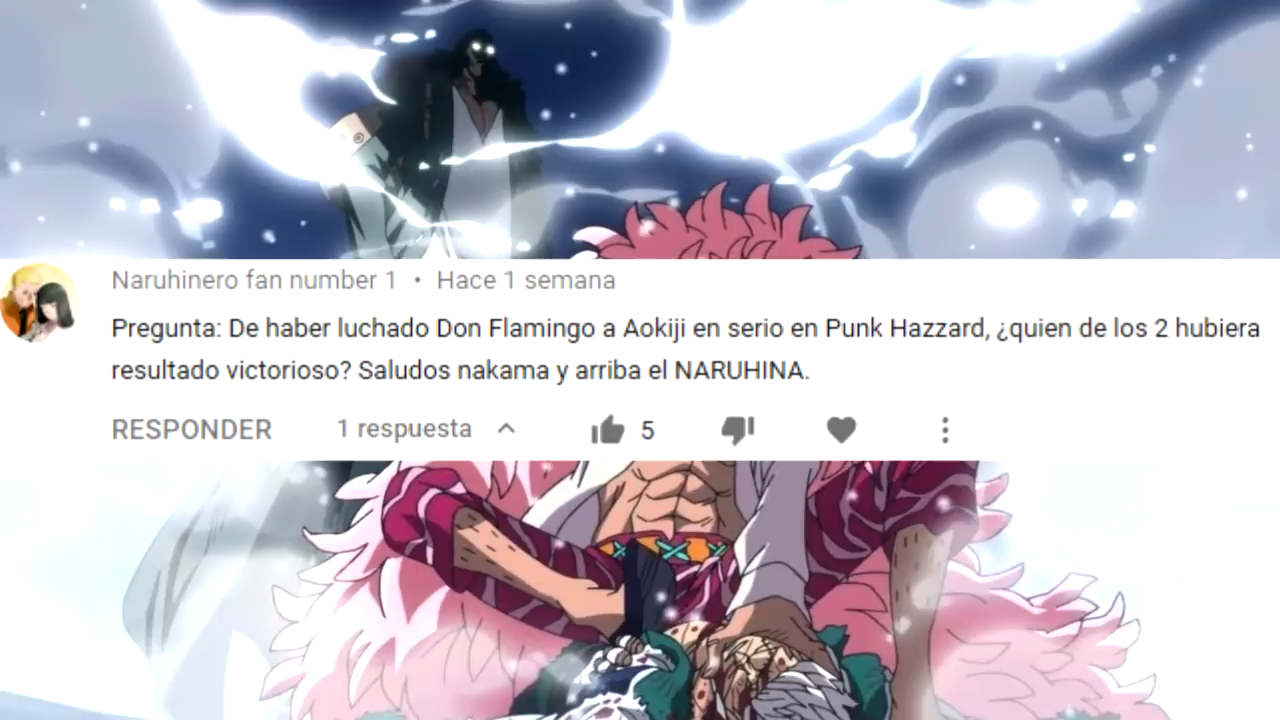 Naruhinero fan number 1 • Hace 1 semana
Pregunta: De haber luchado Don Flamingo a Aokiji en serio en Punk Hazzard, ¿quien de los 2 hubiera
resultado victorioso? Saludos nakama y arriba el NARUHINA.
RESPONDER 1 respuesta 5